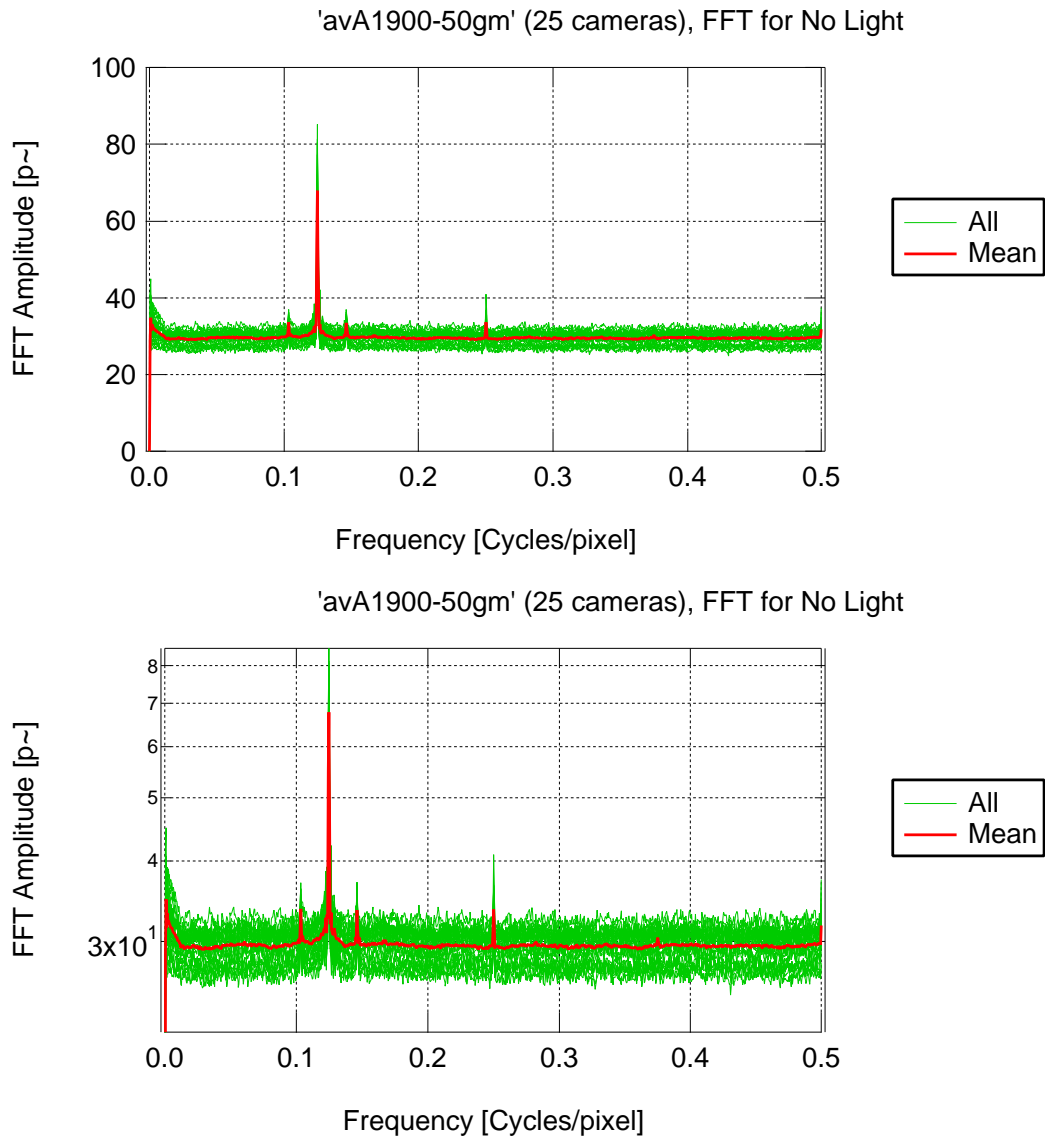 'avA1900-50gm' (25 cameras), FFT for No Light
100
80
60
40
20
0
FFT Amplitude [p~]
0.0 0.1 0.2 0.3 0.4 0.5
Frequency [Cycles/pixel]
All
Mean
'avA1900-50gm' (25 cameras), FFT for No Light
8
7
6
5
4
3x10^1
FFT Amplitude [p~]
0.0 0.1 0.2 0.3 0.4 0.5
Frequency [Cycles/pixel]
All
Mean